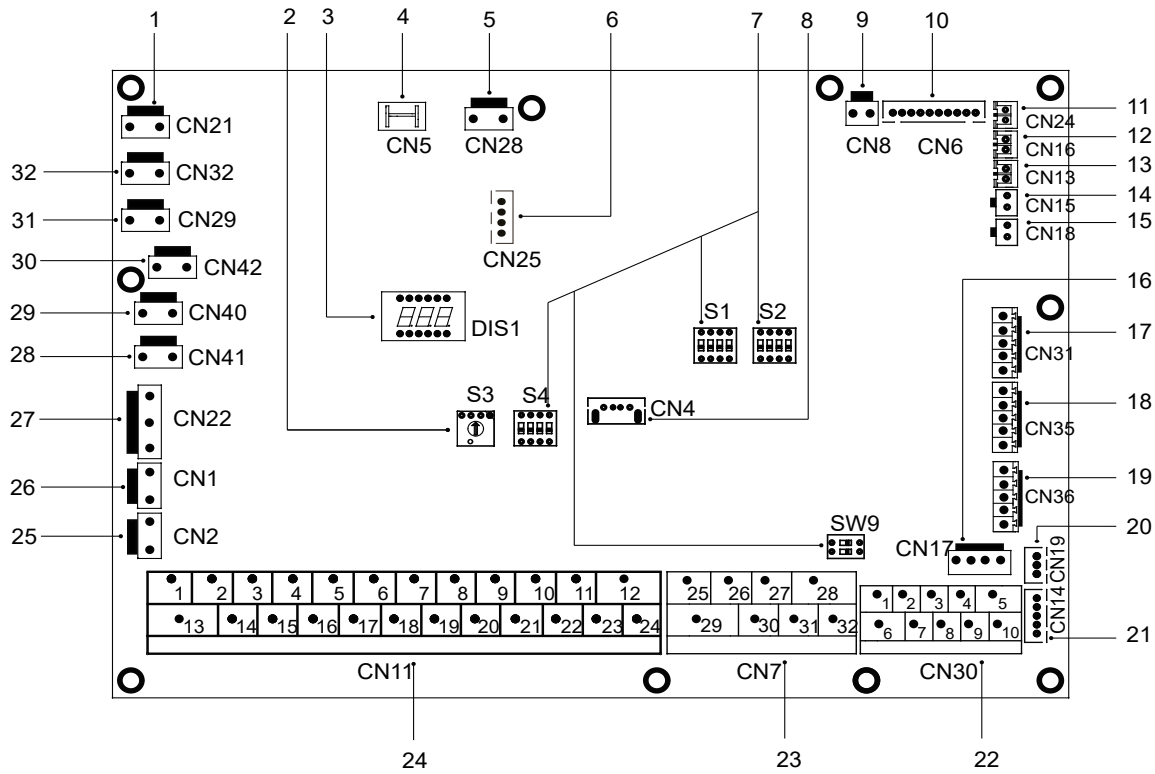 1 2 3 4 5 6 7 8 9 10
CN21
CN5
CN28
CN8
CN6
CN24
11
CN16
12
CN13
13
CN15
14
CN18
15
32
CN32
31
CN29
CN25
6
30
CN42
16
29
CN40
888
DIS1
S1
S2
CN31
17
28
CN41
27
CN22
S3
S4
CN4
CN35
18
26
CN1
CN36
19
25
CN2
SW9
CN17
CN19
20
CN14
21
1 2 3 4 5 6 7 8 9 10 11 12
13 14 15 16 17 18 19 20 21 22 23 24
25 26 27 28
29 30 31 32
1 2 3 4 5
6 7 8 9 10
CN11
CN7
CN30
24
23
22